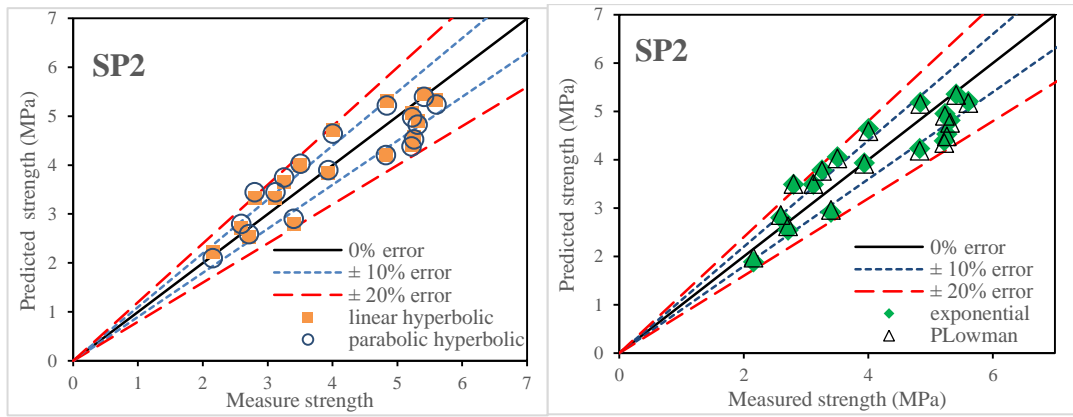 SP2
Predicted strength (MPa)
7
6
5
4
3
2
1
0
0 1 2 3 4 5 6 7
Measure strength
0% error
± 10% error
± 20% error
linear hyperbolic
parabolic hyperbolic
SP2
Predicted strength (MPa)
7
6
5
4
3
2
1
0
0 2 4 6
Measured strength (MPa)
0% error
± 10% error
± 20% error
exponential
PLowman